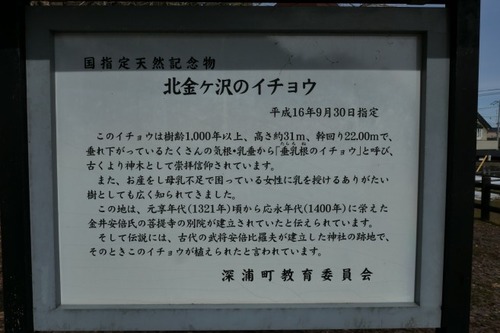 国指定天然記念物
北金ヶ沢のイチョウ
平成16年9月30日指定
このイチョウは樹齢1,000年以上、高さ約31m、幹回り22.00mで、
垂れ下がっているたくさんの気根・乳垂から「垂乳根のイチョウ」と呼び、
古くより神木として崇拝信仰されています。
また、お産をし母乳不足で困っている女性に乳を授けるありがたい
樹としても広く知られてきました。
この地は、元享年代(1321年)頃から応永年代(1400年)に栄えた
金井安倍氏の菩提寺の別院が建立されていたと伝えられています。
そして伝説には、古代の武将安倍比羅夫が建立した神社の跡地で、
そのときこのイチョウが植えられたと言われています。
深浦町教育委員会